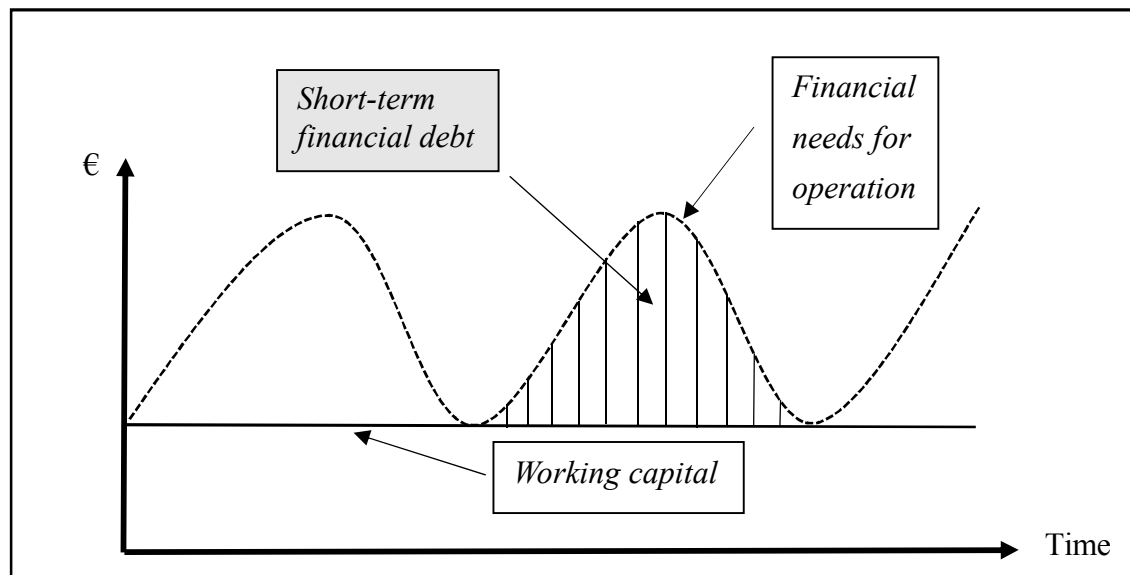 Short-term
financial debt
Financial
needs for
operation
€
Working capital
Time